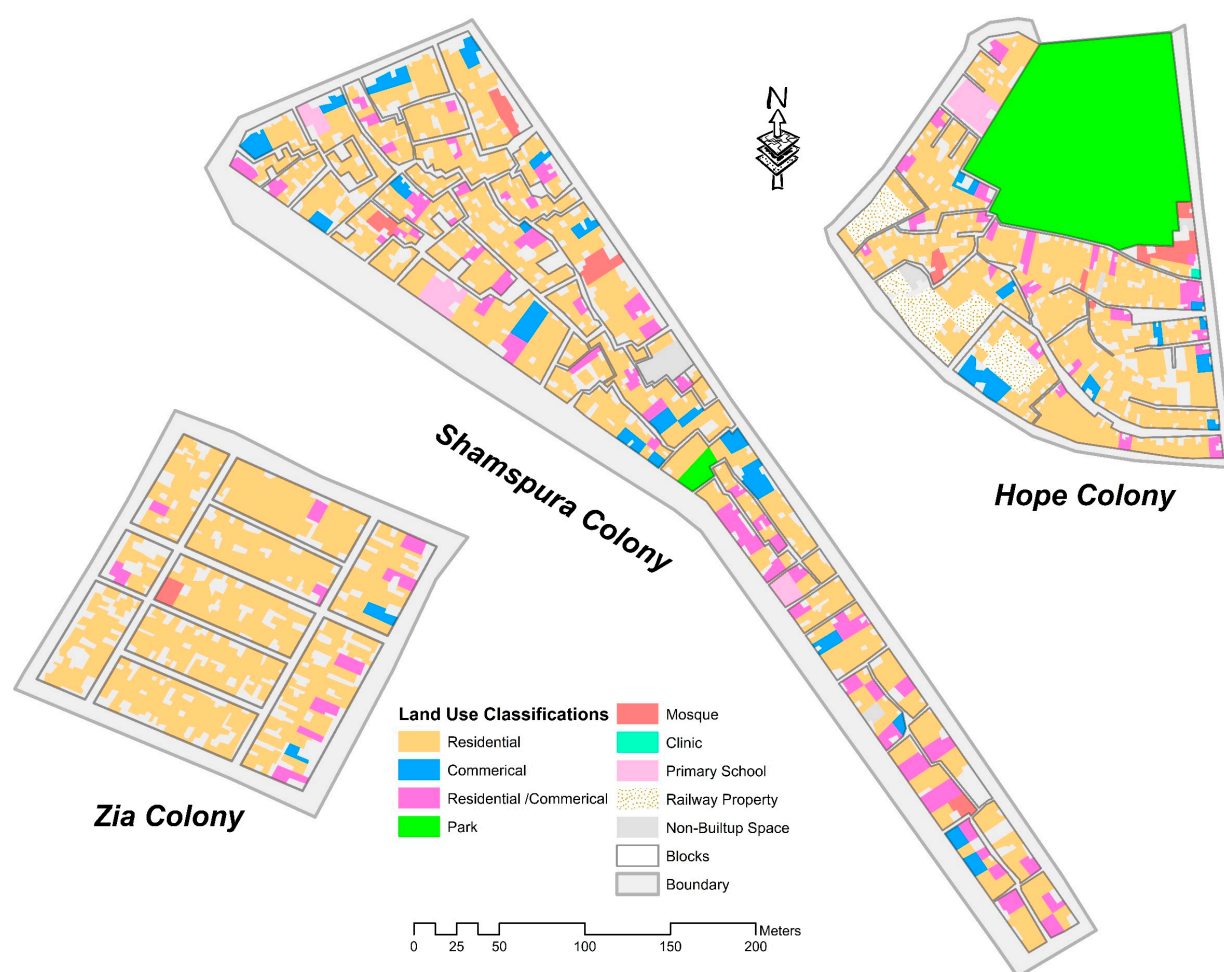 N
Shamspura Colony
Hope Colony
Zia Colony
Land Use Classifications
Residential
Commerical
Residential /Commerical
Park
Mosque
Clinic
Primary School
Railway Property
Non-Builtup Space
Blocks
Boundary
Meters
0 25 50 100 150 200